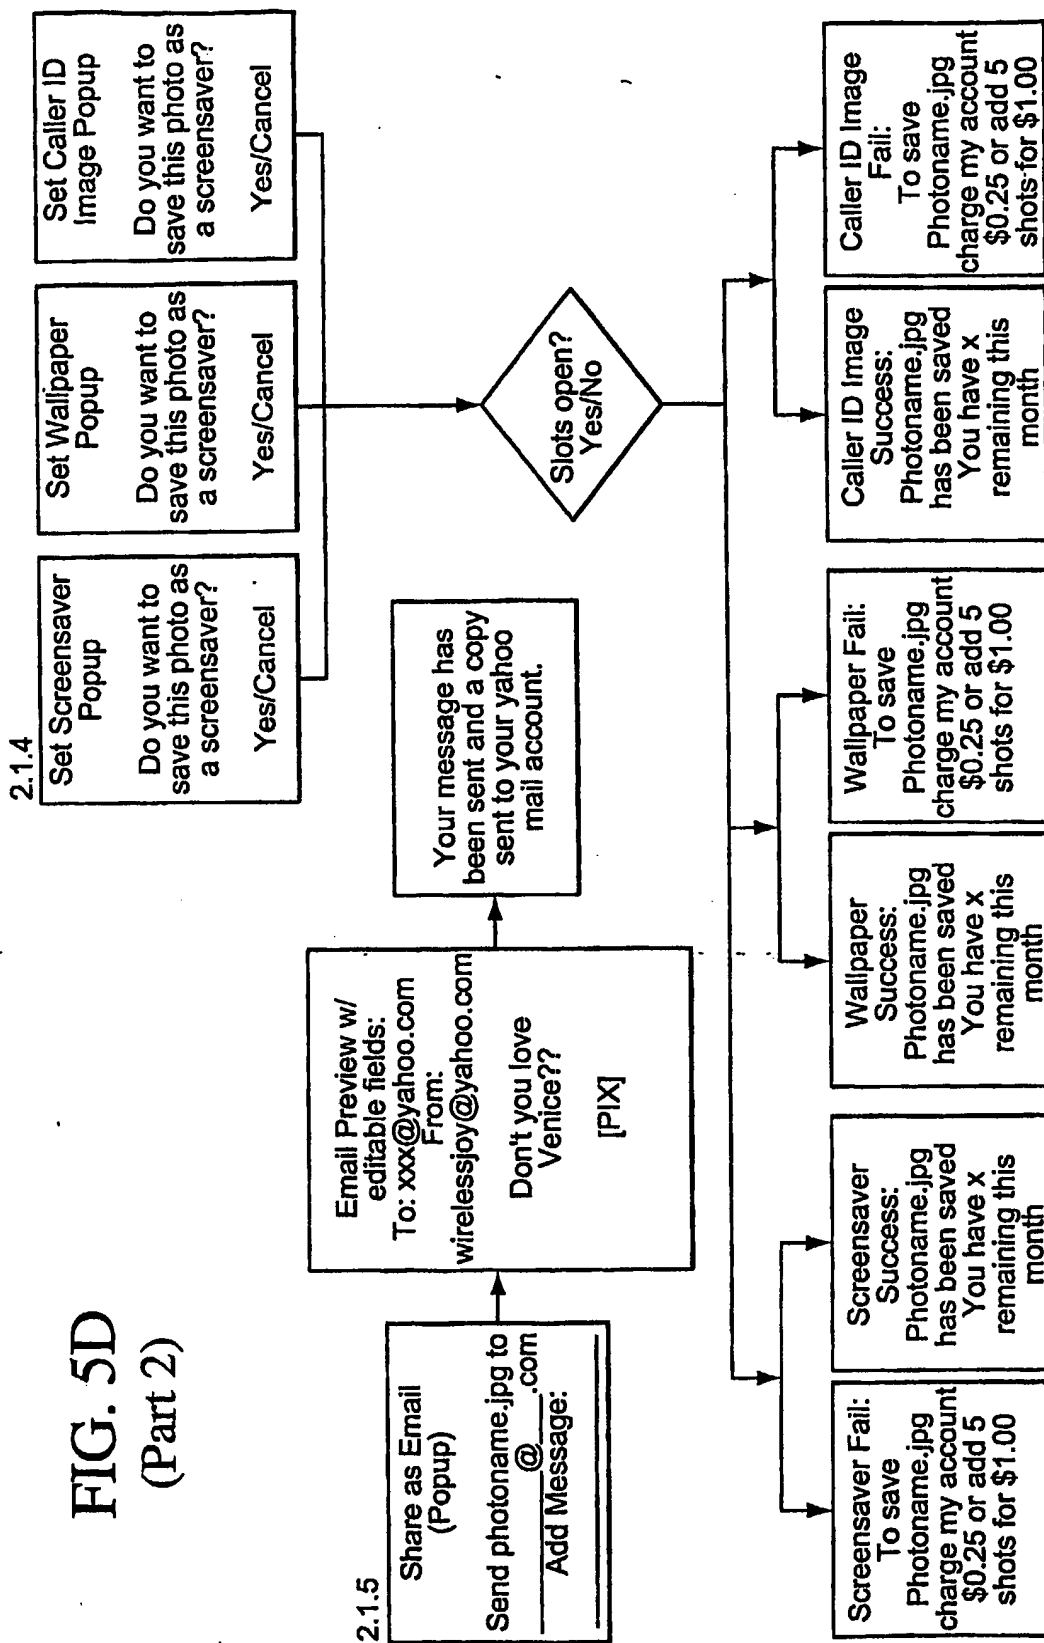 FIG. 5D
(Part 2)
2.1.4
Set Screensaver
Popup
Do you want to
save this photo as
a screensaver?
Yes/Cancel
Set Wallpaper
Popup
Do you want to
save this photo as
a screensaver?
Yes/Cancel
Set Caller ID
Image Popup
Do you want to
save this photo as
a screensaver?
Yes/Cancel
2.1.5
Share as Email
(Popup)
Send photoname.jpg to
____@____.com
Add Message:
Email Preview w/
editable fields:
To: xxx@yahoo.com
From:
wirelessjoy@yahoo.com
Don't you love
Venice??
[PIX]
Your message has
been sent and a copy
sent to your yahoo
mail account.
Slots open?
Yes/No
Screensaver Fail:
To save
Photoname.jpg
charge my account
$0.25 or add 5
shots for $1.00
Screensaver
Success:
Photoname.jpg
has been saved
You have x
remaining this
month
Wallpaper
Success:
Photoname.jpg
has been saved
You have x
remaining this
month
Wallpaper Fail:
To save
Photoname.jpg
charge my account
$0.25 or add 5
shots for $1.00
Caller ID Image
Success:
Photoname.jpg
has been saved
You have x
remaining this
month
Caller ID Image
Fail:
To save
Photoname.jpg
charge my account
$0.25 or add 5
shots for $1.00